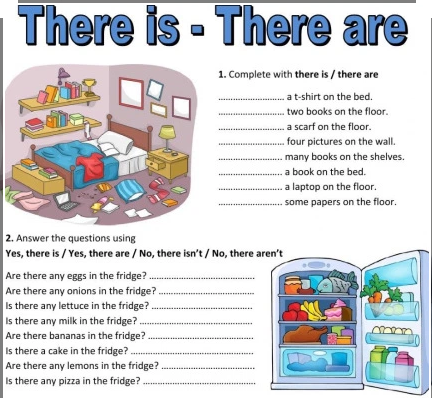 There is - There are
1. Complete with there is / there are
.......................... a t-shirt on the bed.
.......................... two books on the floor.
.......................... a scarf on the floor.
.......................... four pictures on the wall.
.......................... many books on the shelves.
.......................... a book on the bed.
.......................... a laptop on the floor.
.......................... some papers on the floor.
2. Answer the questions using
Yes, there is / Yes, there are / No, there isn't / No, there aren't
Are there any eggs in the fridge? ..........................................
Are there any onions in the fridge? ......................................
Is there any lettuce in the fridge? ........................................
Is there any milk in the fridge? .............................................
Are there bananas in the fridge? ..........................................
Is there a cake in the fridge? .................................................
Are there any lemons in the fridge? .....................................
Is there any pizza in the fridge? ............................................